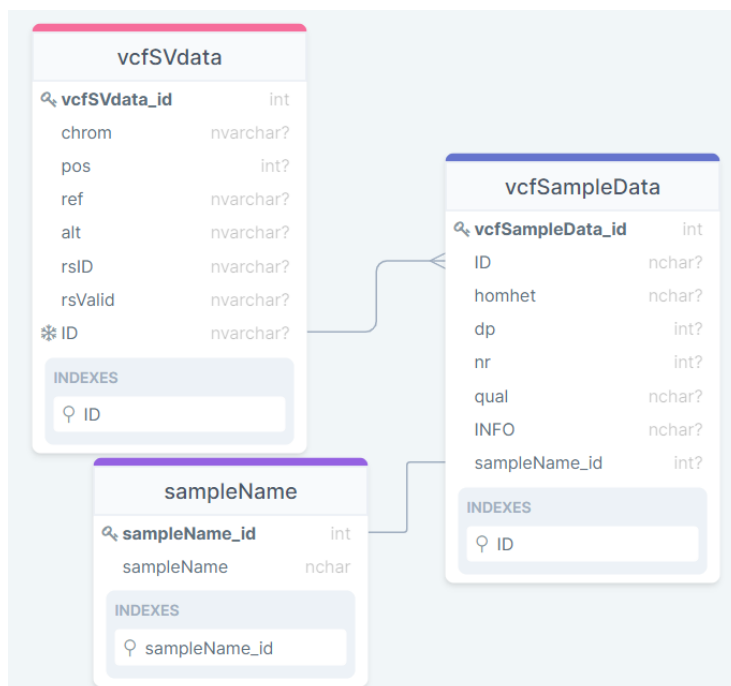 vcfSVdata
vcfSVdata_id int
chrom nvarchar?
pos int?
ref nvarchar?
alt nvarchar?
rsID nvarchar?
rsValid nvarchar?
ID nvarchar?
INDEXES
ID
vcfSampleData
vcfSampleData_id int
ID nchar?
homhet nchar?
dp int?
nr int?
qual nchar?
INFO nchar?
sampleName_id int?
INDEXES
ID
sampleName
sampleName_id int
sampleName nchar
INDEXES
sampleName_id